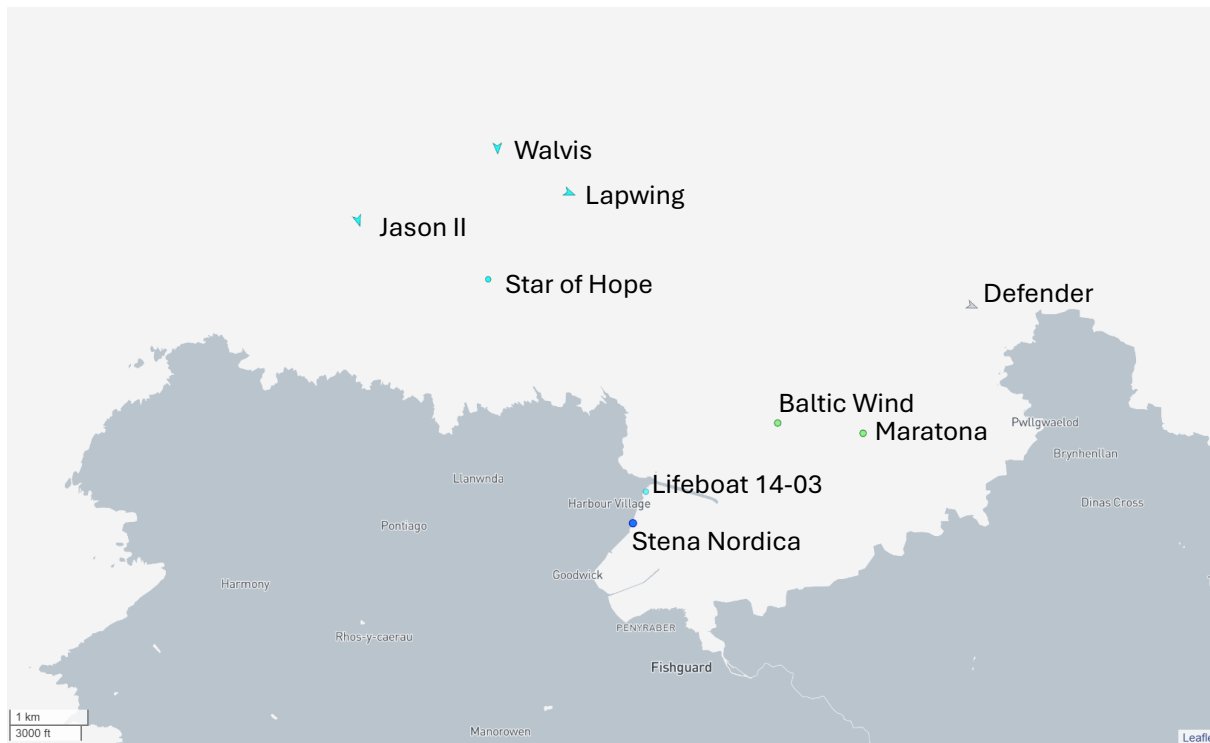 Walvis
Lapwing
Jason II
Star of Hope
Defender
Baltic Wind
Maratona
Pwllgwaelod
Brynhenllan
Llanwnda
Lifeboat 14-03
Harbour Village
Dinas Cross
Pontiago
Stena Nordica
Goodwick
Harmony
PENYRABER
Rhos-y-caerau
Fishguard
1 km
3000 ft
Manorowen
Leafle